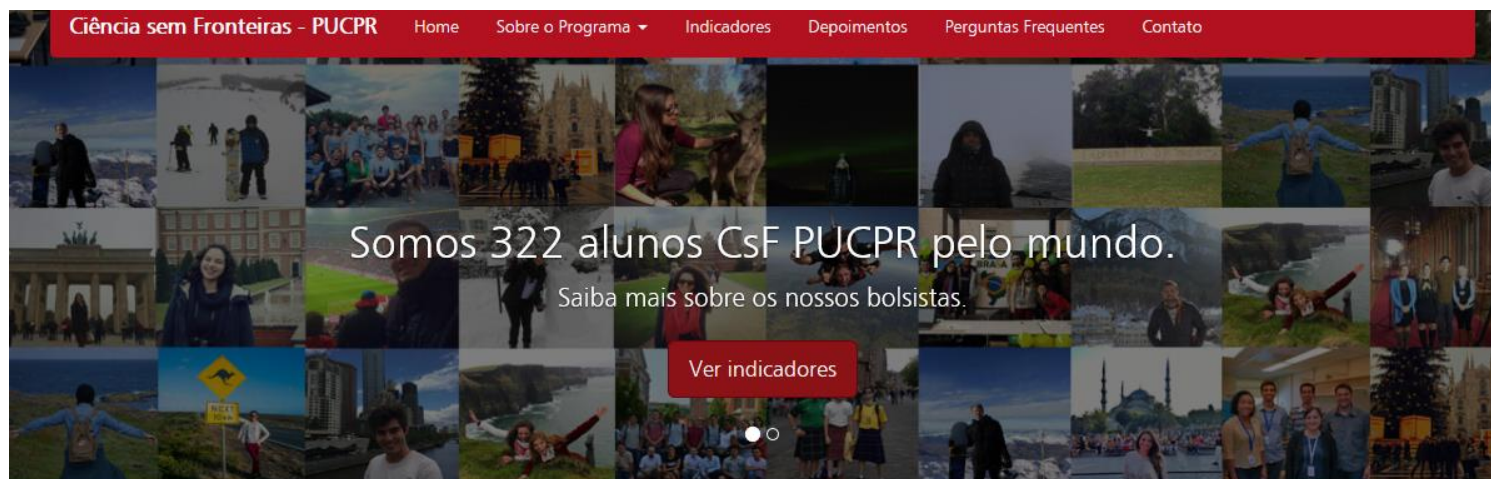 Ciência sem Fronteiras - PUCPR Home Sobre o Programa Indicadores Depoimentos Perguntas Frequentes Contato
Somos 322 alunos CsF PUCPR pelo mundo.
Saiba mais sobre os nossos bolsistas.
Ver indicadores
NEXT